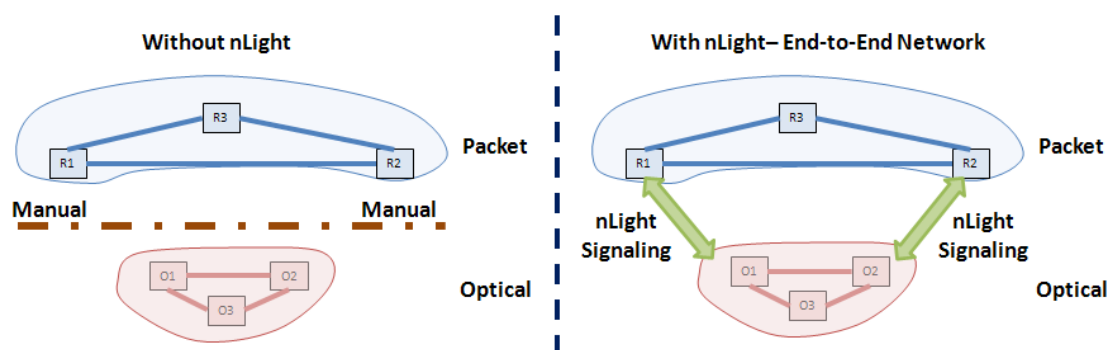 Without nLight
R3
R1
R2
Packet
Manual
Manual
O1
O2
O3
Optical
With nLight– End-to-End Network
R3
R1
R2
Packet
nLight
Signaling
nLight
Signaling
O1
O2
O3
Optical